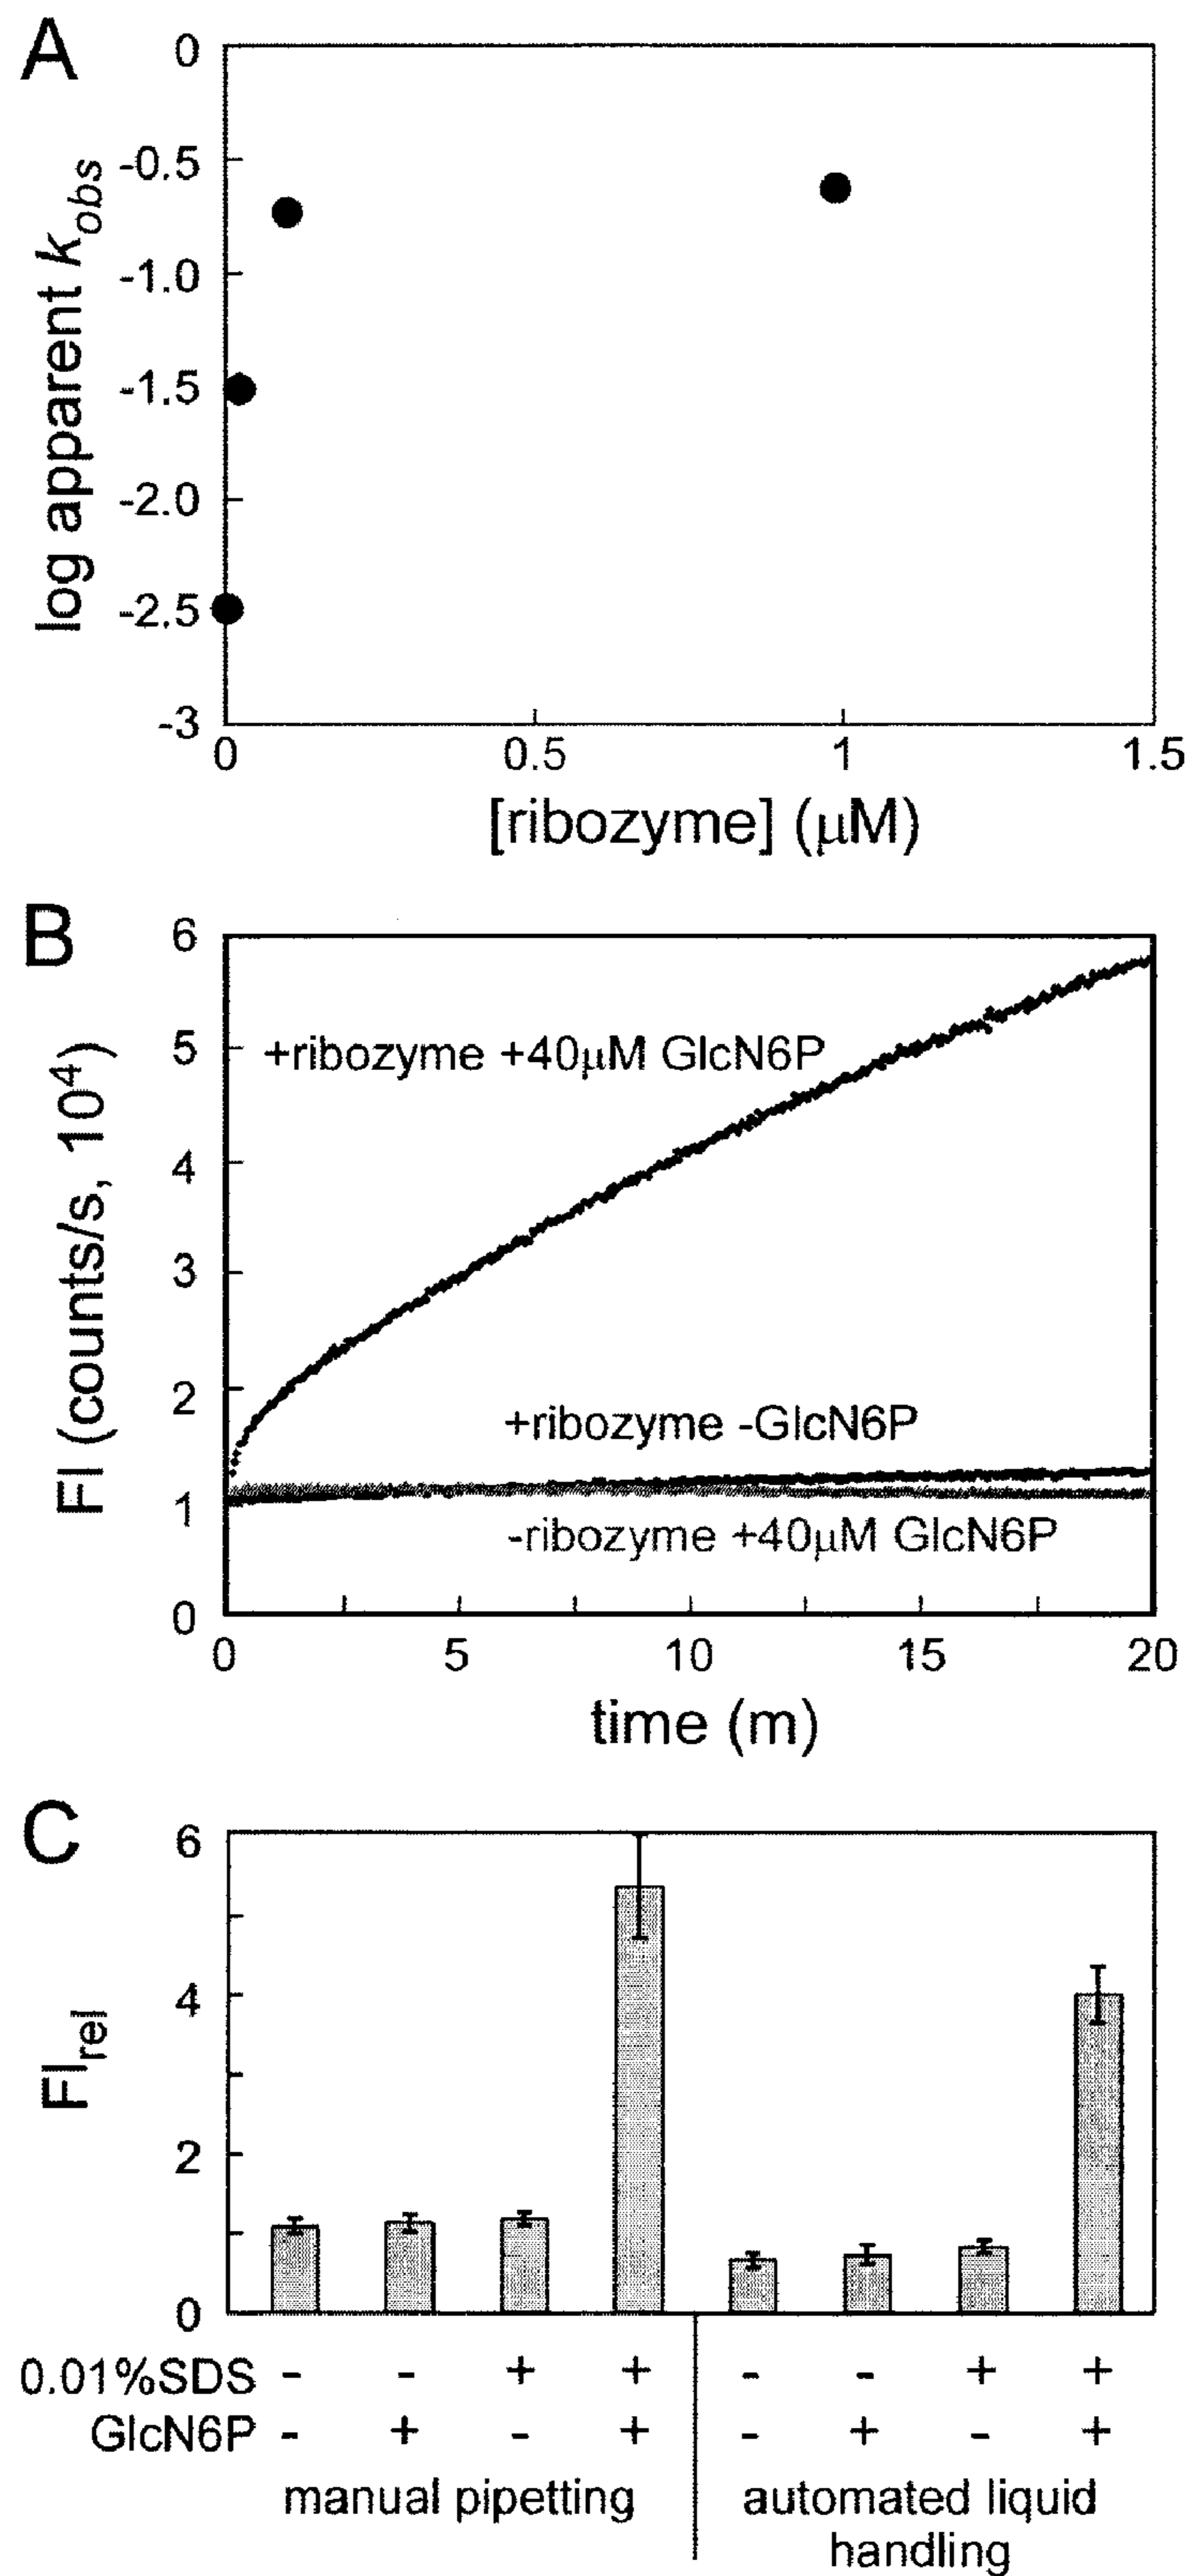 A
0
-0.5
-1.0
-1.5
-2.0
-2.5
-3
log apparent kobs
0 0.5 1 1.5
[ribozyme] (μM)
B
6
5
4
3
2
1
0
FI (counts/s, 10⁴)
+ribozyme +40μM GlcN6P
+ribozyme -GlcN6P
-ribozyme +40μM GlcN6P
0 5 10 15 20
time (m)
C
6
4
2
0
FIrel
0.01%SDS - - + + - - + +
GlcN6P - + - + - + - +
manual pipetting
automated liquid
handling